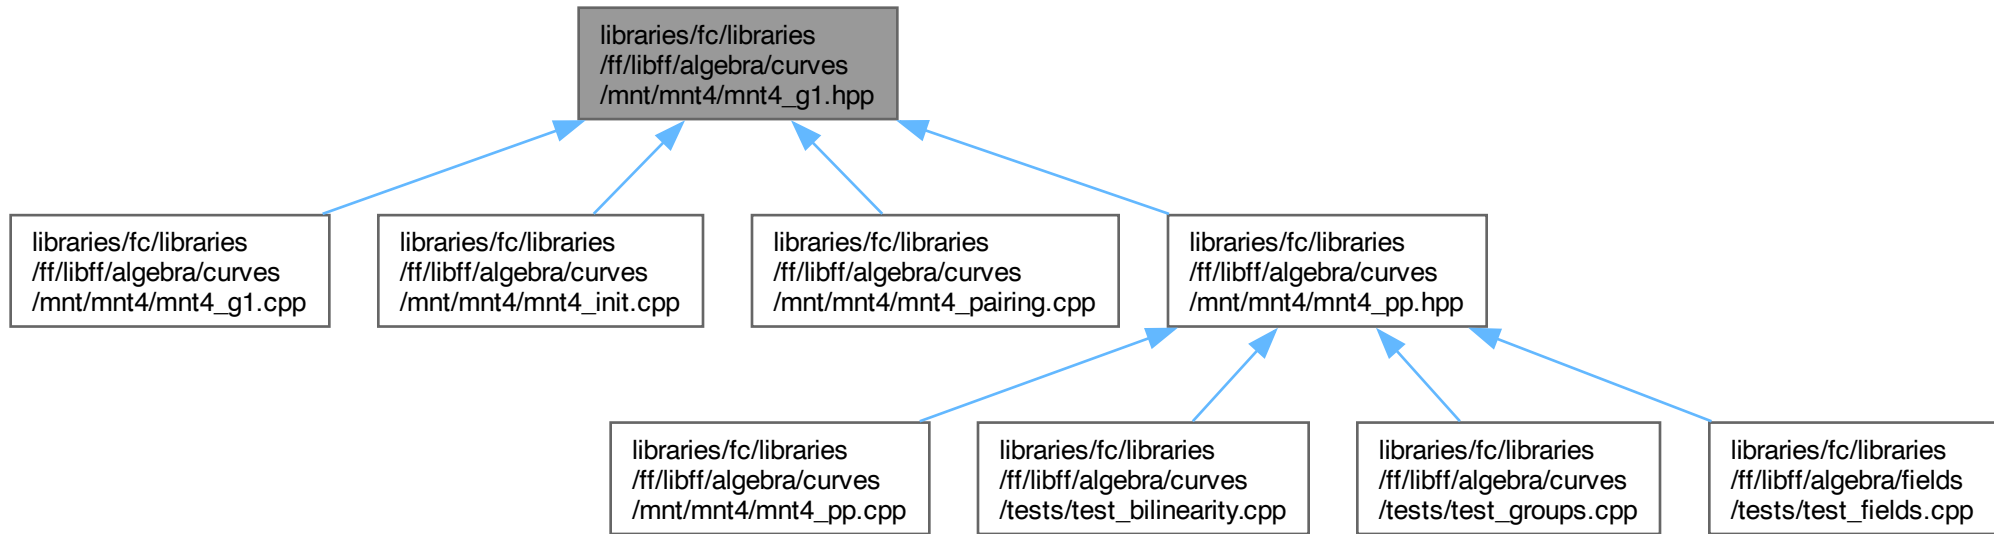 libraries/fc/libraries
/ff/libff/algebra/curves
/mnt/mnt4/mnt4_g1.hpp
libraries/fc/libraries
/ff/libff/algebra/curves
/mnt/mnt4/mnt4_g1.cpp
libraries/fc/libraries
/ff/libff/algebra/curves
/mnt/mnt4/mnt4_init.cpp
libraries/fc/libraries
/ff/libff/algebra/curves
/mnt/mnt4/mnt4_pairing.cpp
libraries/fc/libraries
/ff/libff/algebra/curves
/mnt/mnt4/mnt4_pp.hpp
libraries/fc/libraries
/ff/libff/algebra/curves
/mnt/mnt4/mnt4_pp.cpp
libraries/fc/libraries
/ff/libff/algebra/curves
/tests/test_bilinearity.cpp
libraries/fc/libraries
/ff/libff/algebra/curves
/tests/test_groups.cpp
libraries/fc/libraries
/ff/libff/algebra/fields
/tests/test_fields.cpp